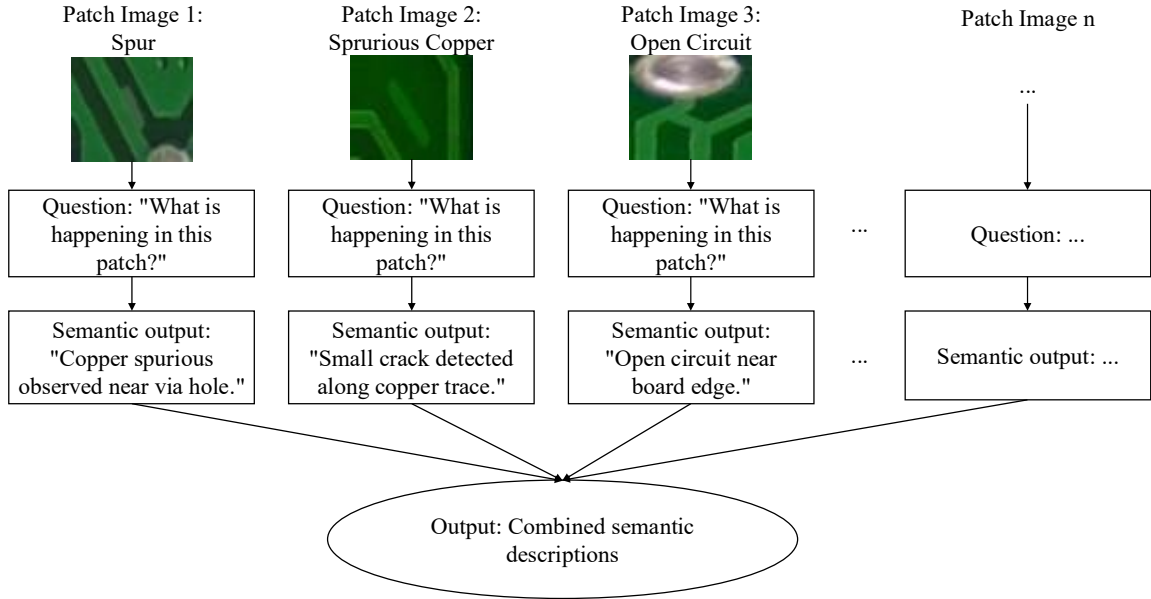 Patch Image 1:
Spur
Patch Image 2:
Sprurious Copper
Patch Image 3:
Open Circuit
Patch Image n
...
Question: "What is
happening in this
patch?"
Question: "What is
happening in this
patch?"
Question: "What is
happening in this
patch?"
...
Question: ...
Semantic output:
"Copper spurious
observed near via hole."
Semantic output:
"Small crack detected
along copper trace."
Semantic output:
"Open circuit near
board edge."
...
Semantic output: ...
Output: Combined semantic
descriptions